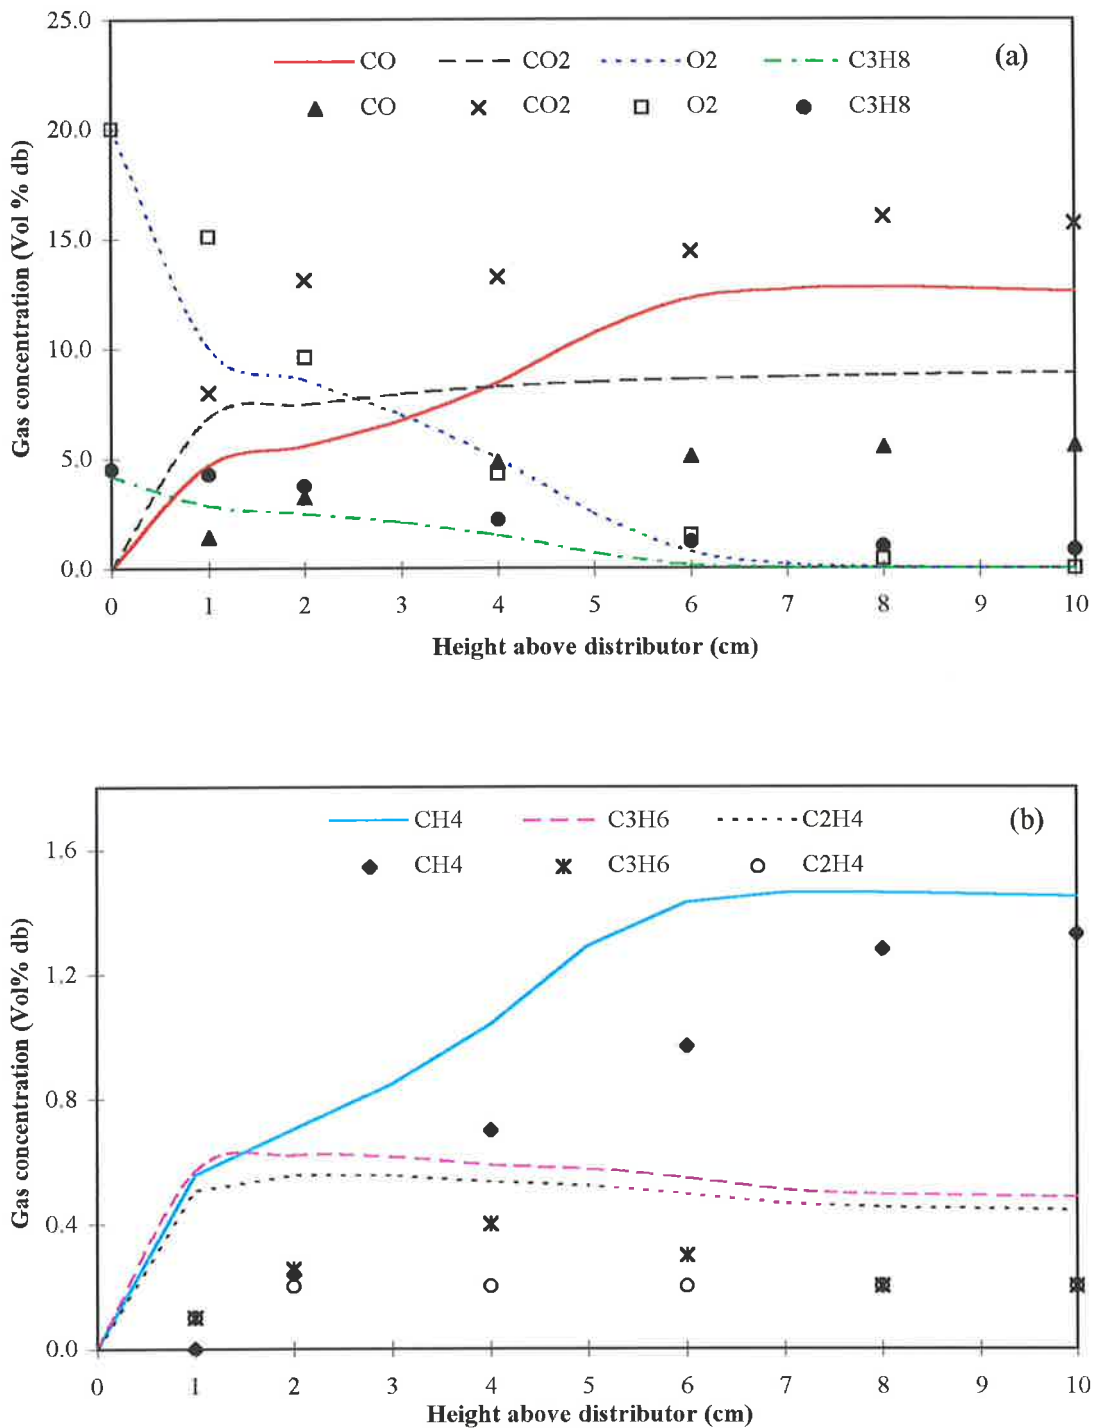 25.0
CO CO2 O2 C3H8 (a)
CO CO2 O2 C3H8
20.0
15.0
10.0
5.0
0.0
Gas concentration (Vol % db)
0 1 2 3 4 5 6 7 8 9 10
Height above distributor (cm)
CH4 C3H6 C2H4 (b)
1.6
CH4 C3H6 C2H4
1.2
0.8
0.4
0.0
Gas concentration (Vol% db)
0 1 2 3 4 5 6 7 8 9 10
Height above distributor (cm)